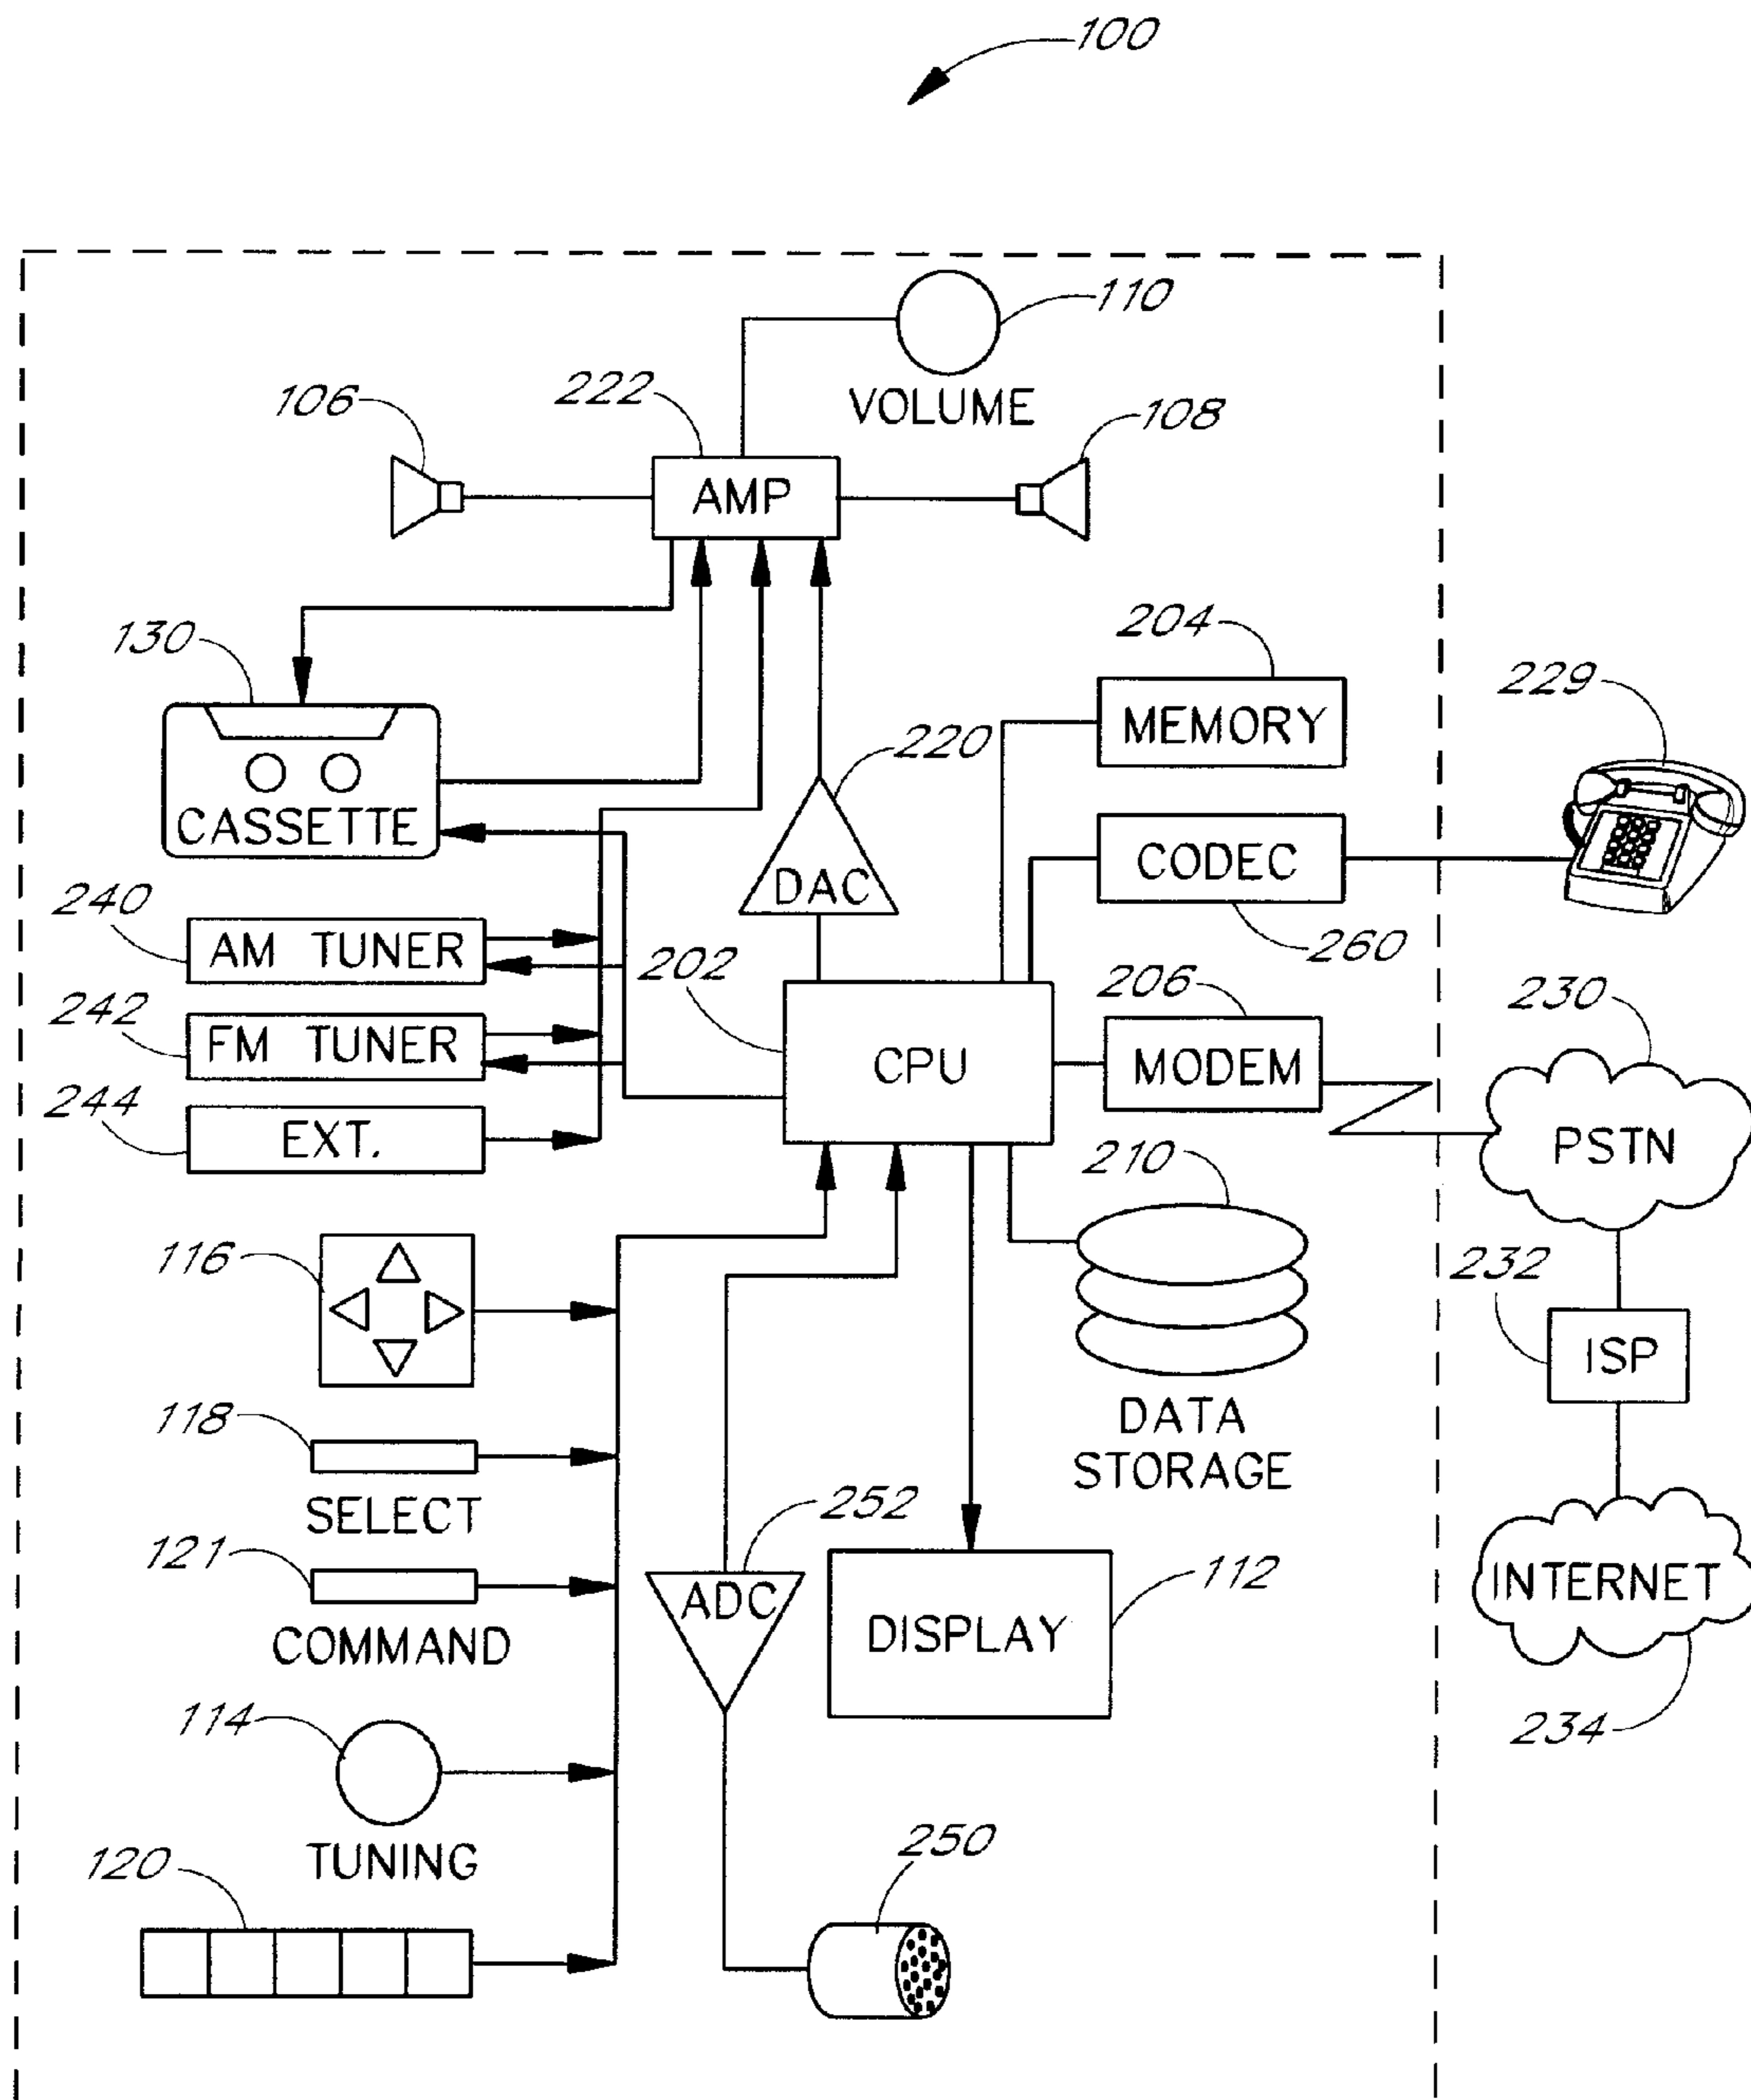 100
110
VOLUME
222
106
108
AMP
130
204
MEMORY
229
220
CASSETTE
CODEC
DAC
260
240
AM TUNER
202
206
230
242
FM TUNER
CPU
MODEM
244
EXT.
PSTN
210
116
232
ISP
118
SELECT
DATA
STORAGE
252
121
COMMAND
ADC
DISPLAY
112
INTERNET
234
114
TUNING
120
250